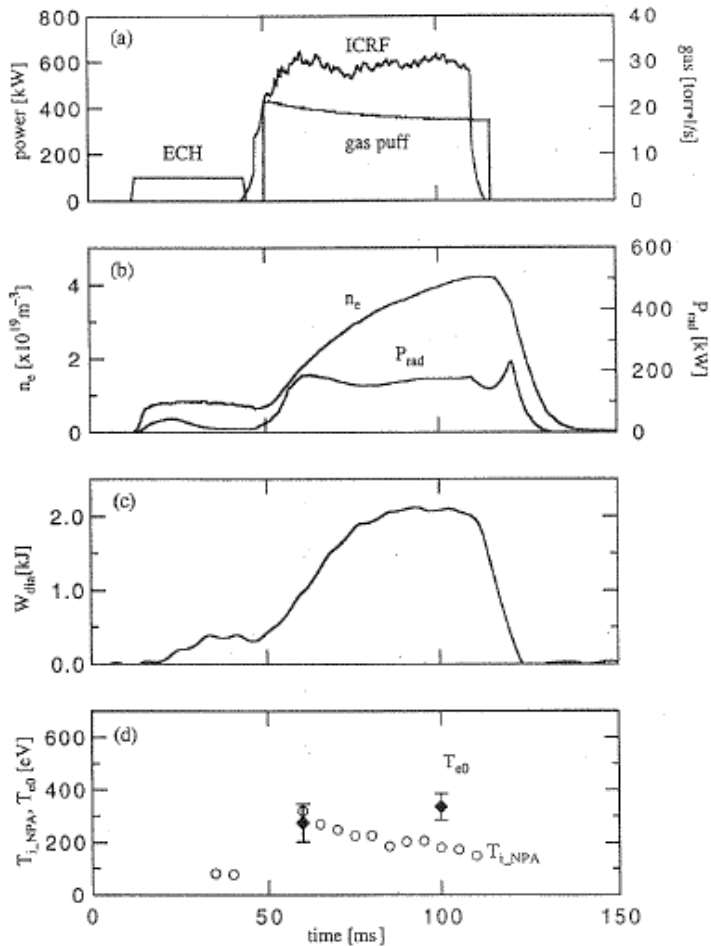 (a)
ICRF
ECH
gas puff
power [kW]
800
600
400
200
0
40
30
20
10
0
gas [torr*l/s]
(b)
n_e
P_rad
n_e [x10^19 m^-3]
4
2
0
600
400
200
0
P_rad [kW]
(c)
W_dia [kJ]
2.0
1.0
0.0
(d)
T_e0
T_i_NPA
T_i_NPA, T_e0 [eV]
600
400
200
0
0
50
100
150
time [ms]